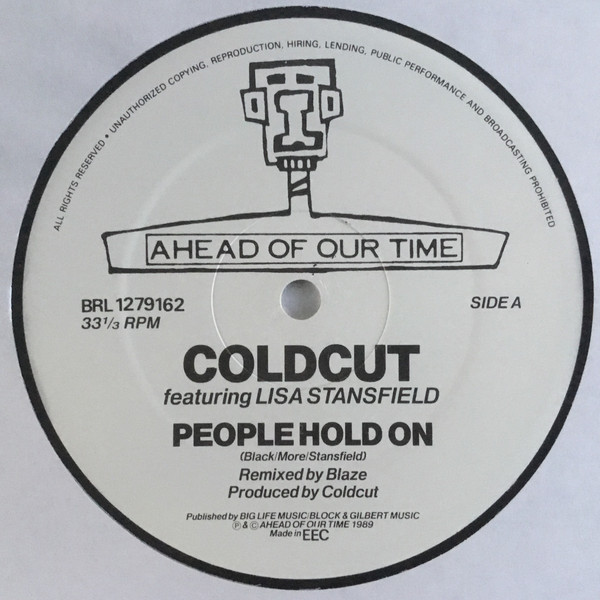 ALL RIGHTS RESERVED • UNAUTHORIZED COPYING, REPRODUCTION, HIRING, LENDING, PUBLIC PERFORMANCE AND BROADCASTING PROHIBITED
AHEAD OF OUR TIME
BRL 1279162
33 1/3 RPM
SIDE A
COLDCUT
featuring LISA STANSFIELD
PEOPLE HOLD ON
(Black/More/Stansfield)
Remixed by Blaze
Produced by Coldcut
Published by BIG LIFE MUSIC/BLOCK & GILBERT MUSIC
Ⓟ & © AHEAD OF OUR TIME 1989
Made in EEC